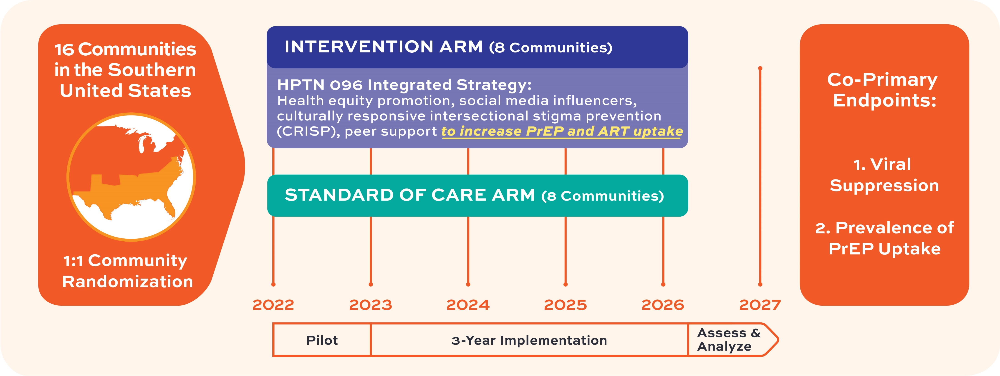 16 Communities
in the Southern
United States
1:1 Community
Randomization
INTERVENTION ARM (8 Communities)
HPTN 096 Integrated Strategy:
Health equity promotion, social media influencers,
culturally responsive intersectional stigma prevention
(CRISP), peer support to increase PrEP and ART uptake
STANDARD OF CARE ARM (8 Communities)
2022 2023 2024 2025 2026 2027
Pilot
3-Year Implementation
Assess &
Analyze
Co-Primary
Endpoints:
1. Viral
Suppression
2. Prevalence of
PrEP Uptake